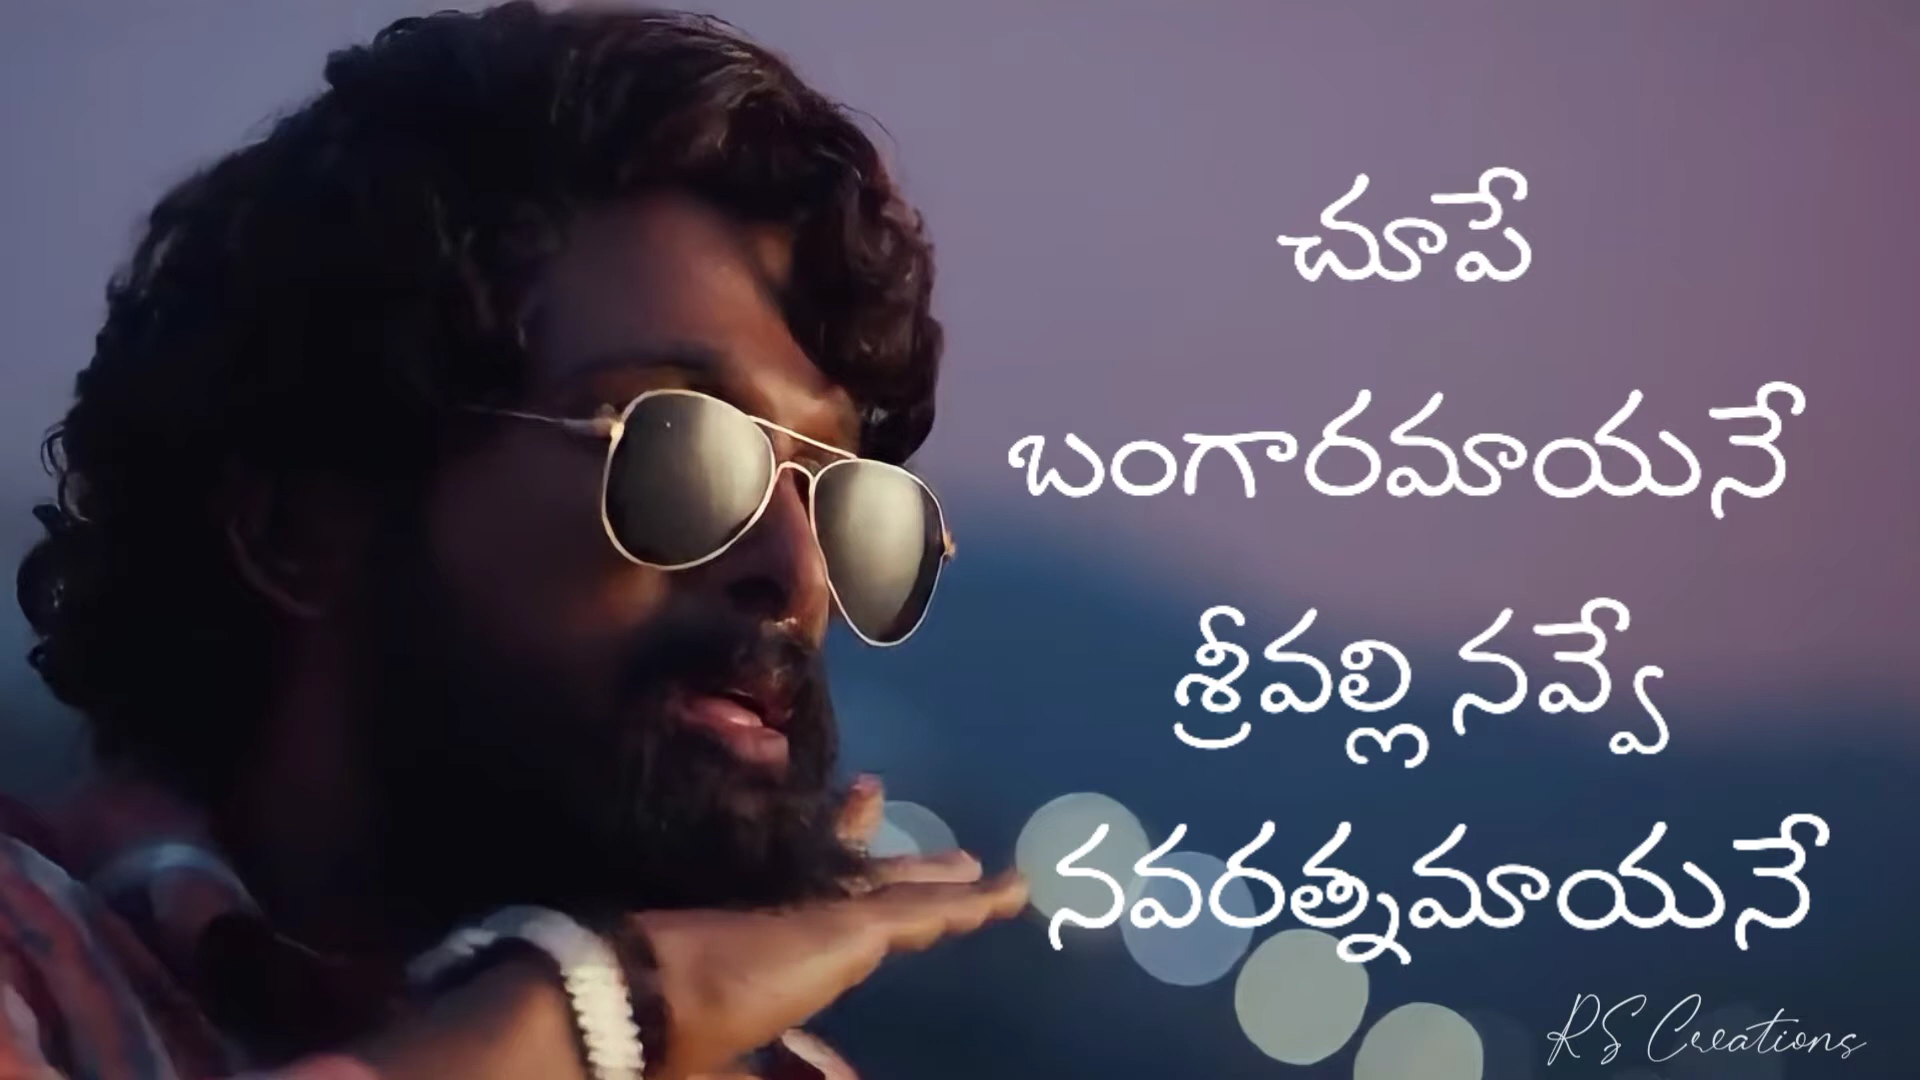 చూపే
బంగారమాయనే
శ్రీవల్లి నవ్వే
నవరత్నమాయనే
RS Creations